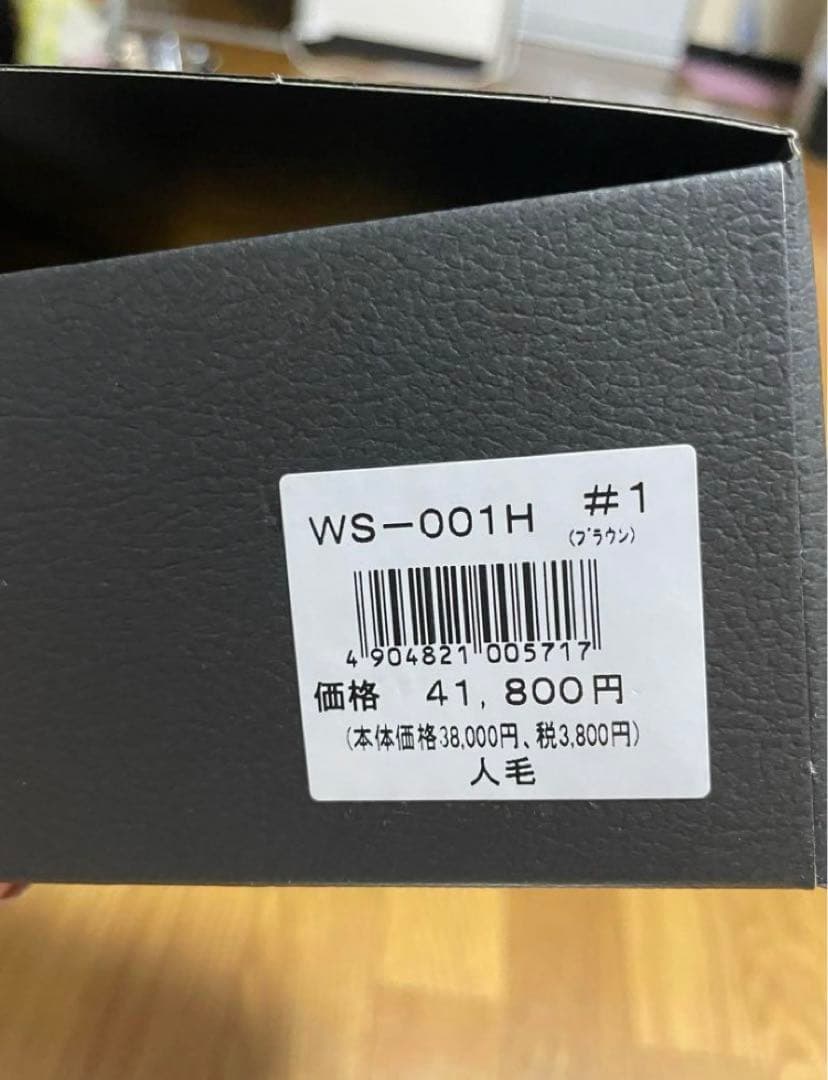 WS-001H #1
(ﾌﾞﾗｳﾝ)
4 904821 005717
価格 41,800円
(本体価格38,000円、税3,800円)
人毛